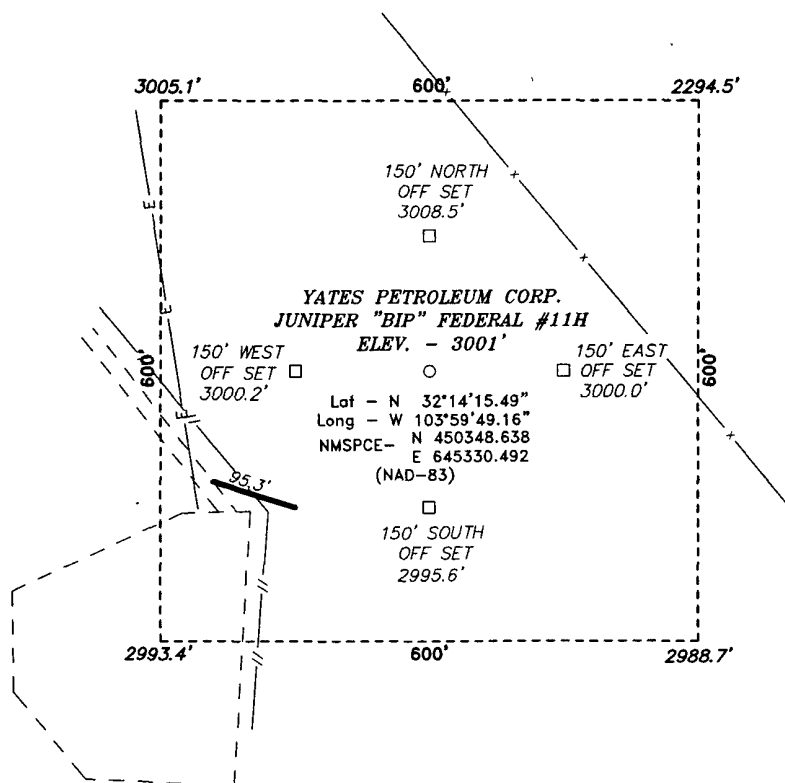 3005.1' 600' 2294.5'
150' NORTH
OFF SET
3008.5'
YATES PETROLEUM CORP.
JUNIPER "BIP" FEDERAL #11H
ELEV. - 3001'
600'
150' WEST
OFF SET
3000.2'
150' EAST
OFF SET
3000.0'
600'
Lat - N 32°14'15.49"
Long - W 103°59'49.16"
NMSPCE- N 450348.638
E 645330.492
(NAD-83)
E
E
E
x
x
x
x
95.3'
150' SOUTH
OFF SET
2995.6'
2993.4' 600' 2988.7'